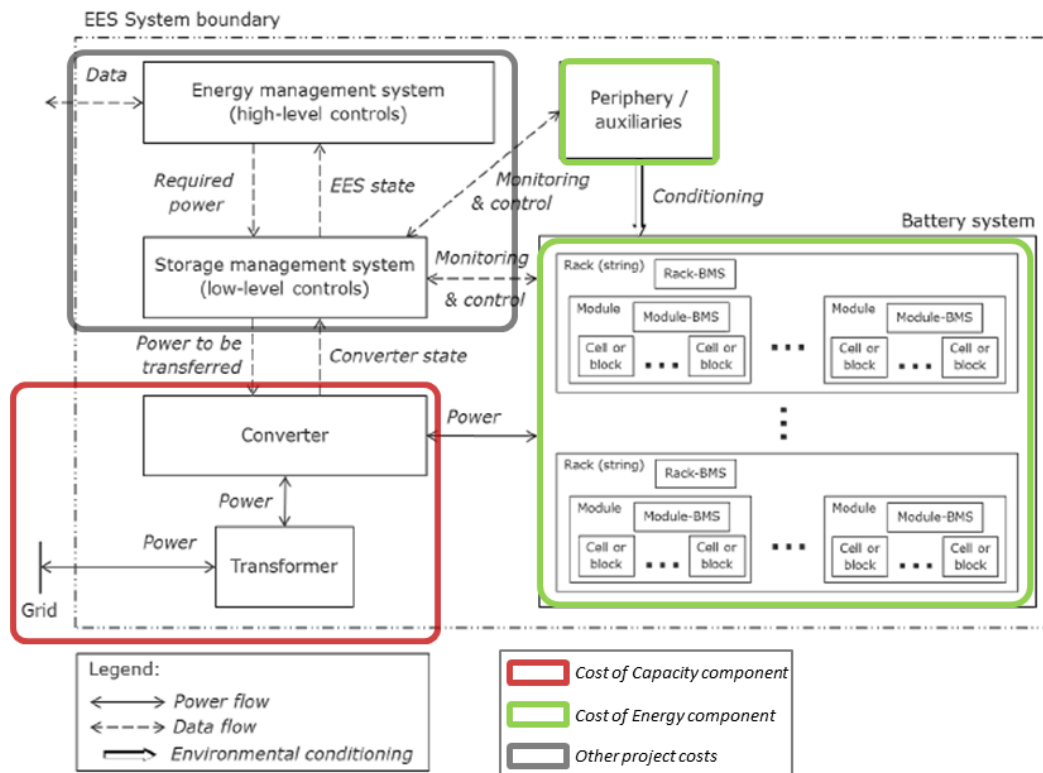 EES System boundary
Data
Energy management system
(high-level controls)
Periphery /
auxiliaries
Required
power
EES state
Monitoring
& control
Conditioning
Battery system
Storage management system
(low-level controls)
Monitoring
& control
Rack (string)
Rack-BMS
Module
Module-BMS
Cell or
block
...
Cell or
block
...
Module
Module-BMS
Cell or
block
...
Cell or
block
Power to be
transferred
Converter state
Converter
Power
Rack (string)
Rack-BMS
Module
Module-BMS
Cell or
block
...
Cell or
block
...
Module
Module-BMS
Cell or
block
...
Cell or
block
Power
Power
Transformer
Grid
Legend:
Power flow
Data flow
Environmental conditioning
Cost of Capacity component
Cost of Energy component
Other project costs